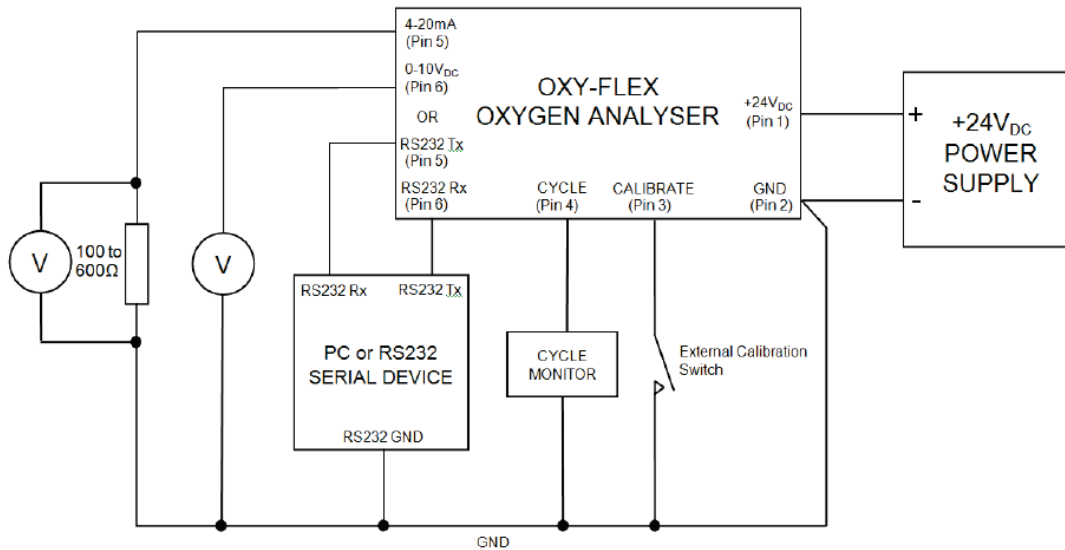 4-20mA
(Pin 5)
0-10VDC
(Pin 6)
OR
RS232 Tx
(Pin 5)
RS232 Rx
(Pin 6)
OXY-FLEX
OXYGEN ANALYSER
+24VDC
(Pin 1)
CYCLE
(Pin 4)
CALIBRATE
(Pin 3)
GND
(Pin 2)
+
-
+24VDC
POWER
SUPPLY
V
100 to
600Ω
V
RS232 Rx
RS232 Tx
PC or RS232
SERIAL DEVICE
RS232 GND
CYCLE
MONITOR
External Calibration
Switch
GND